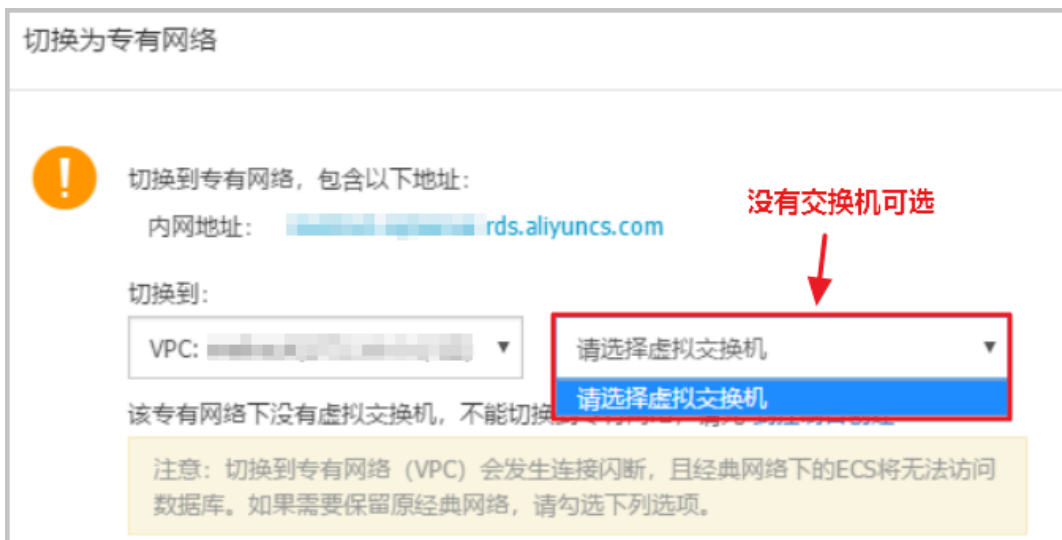 切换为专有网络
切换到专有网络，包含以下地址：
没有交换机可选
内网地址： rds.aliyuncs.com
切换到：
VPC:
请选择虚拟交换机
请选择虚拟交换机
该专有网络下没有虚拟交换机，不能切换
注意：切换到专有网络（VPC）会发生连接闪断，且经典网络下的ECS将无法访问
数据库。如果需要保留原经典网络，请勾选下列选项。